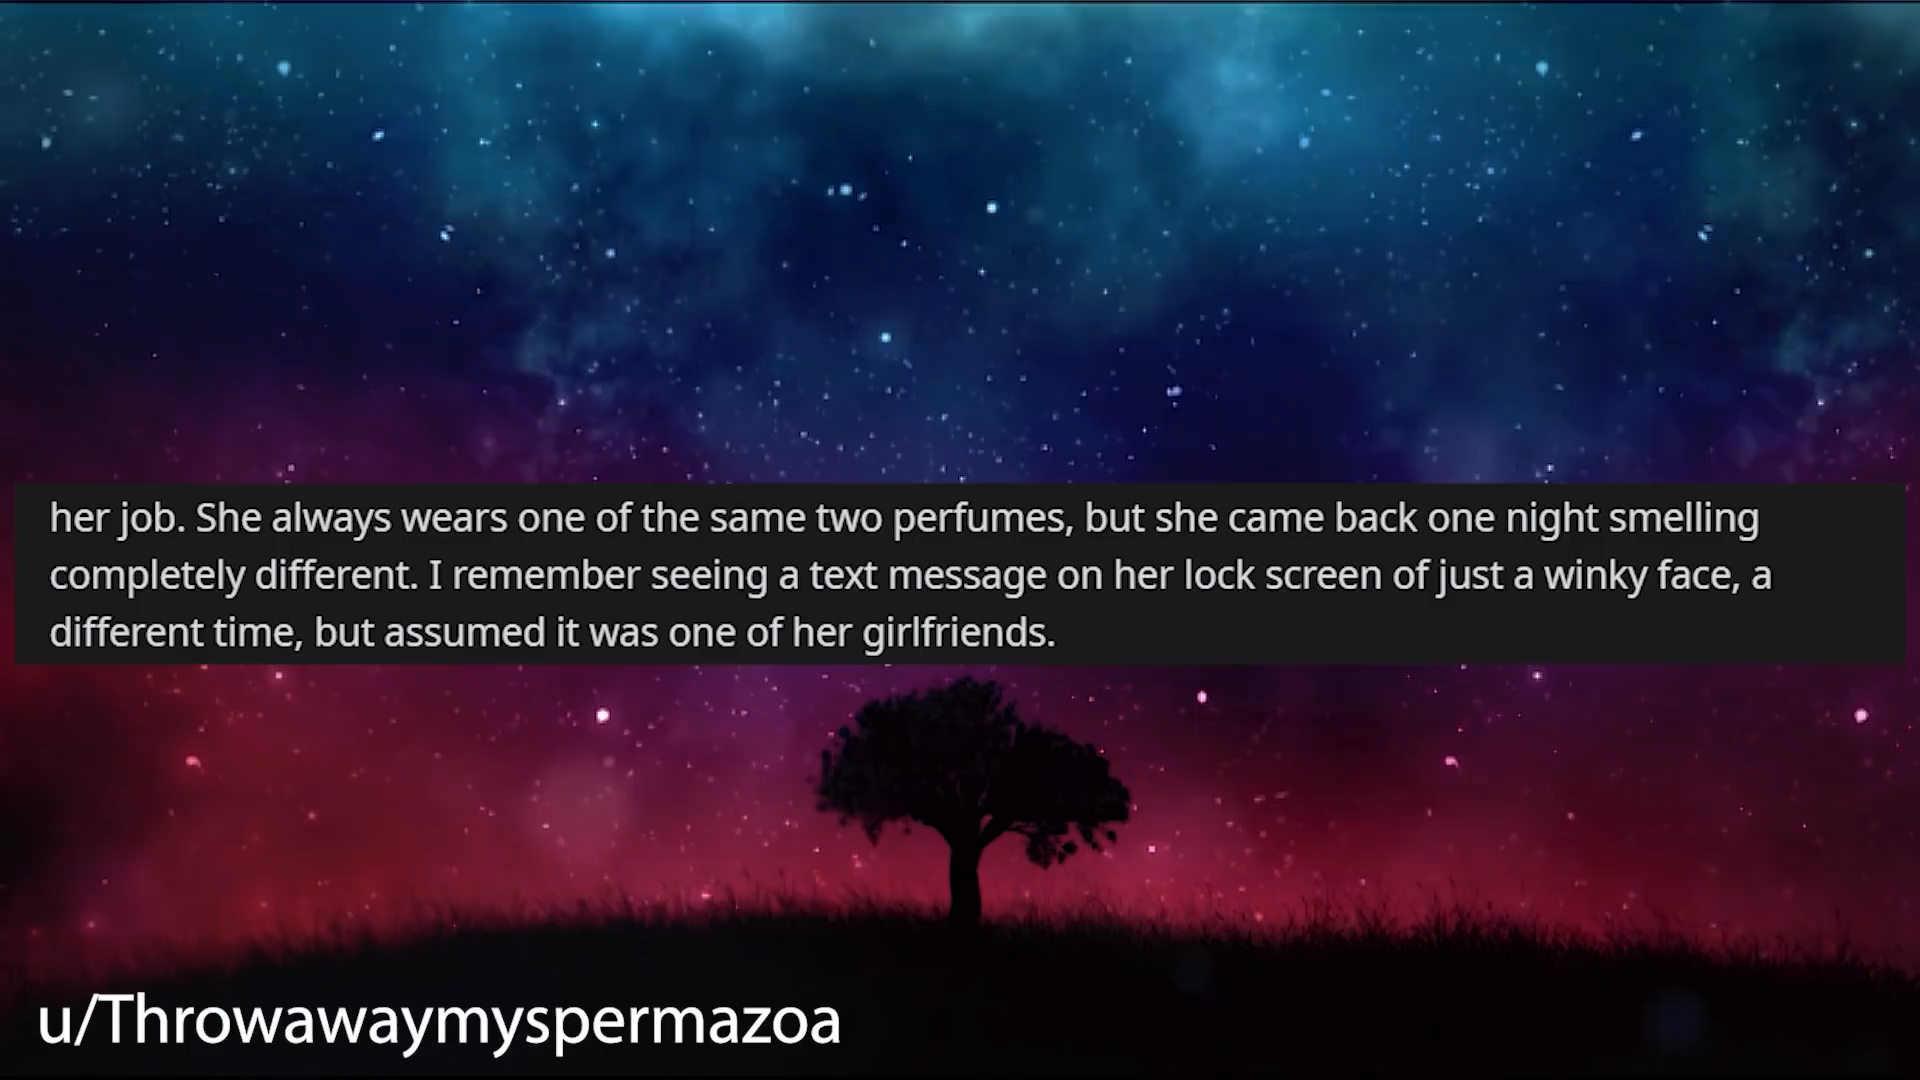 her job. She always wears one of the same two perfumes, but she came back one night smelling
completely different. I remember seeing a text message on her lock screen of just a winky face, a
different time, but assumed it was one of her girlfriends.
u/Throwawaymyspermazoa